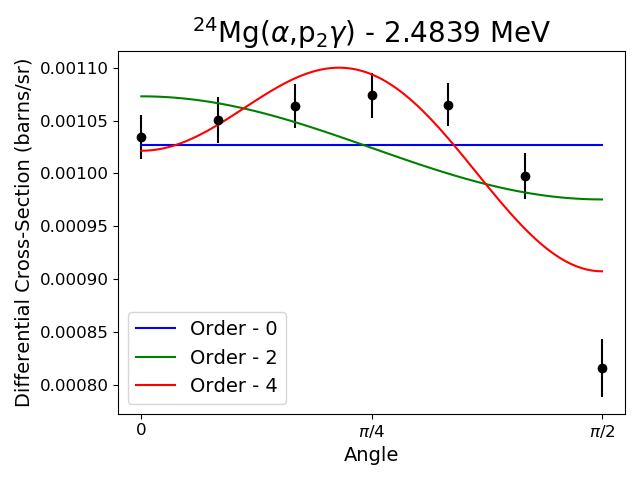 ²⁴Mg(α,p₂γ) - 2.4839 MeV
Differential Cross-Section (barns/sr)
0.00110
0.00105
0.00100
0.00095
0.00090
0.00085
0.00080
Order - 0
Order - 2
Order - 4
0 π/4 π/2
Angle